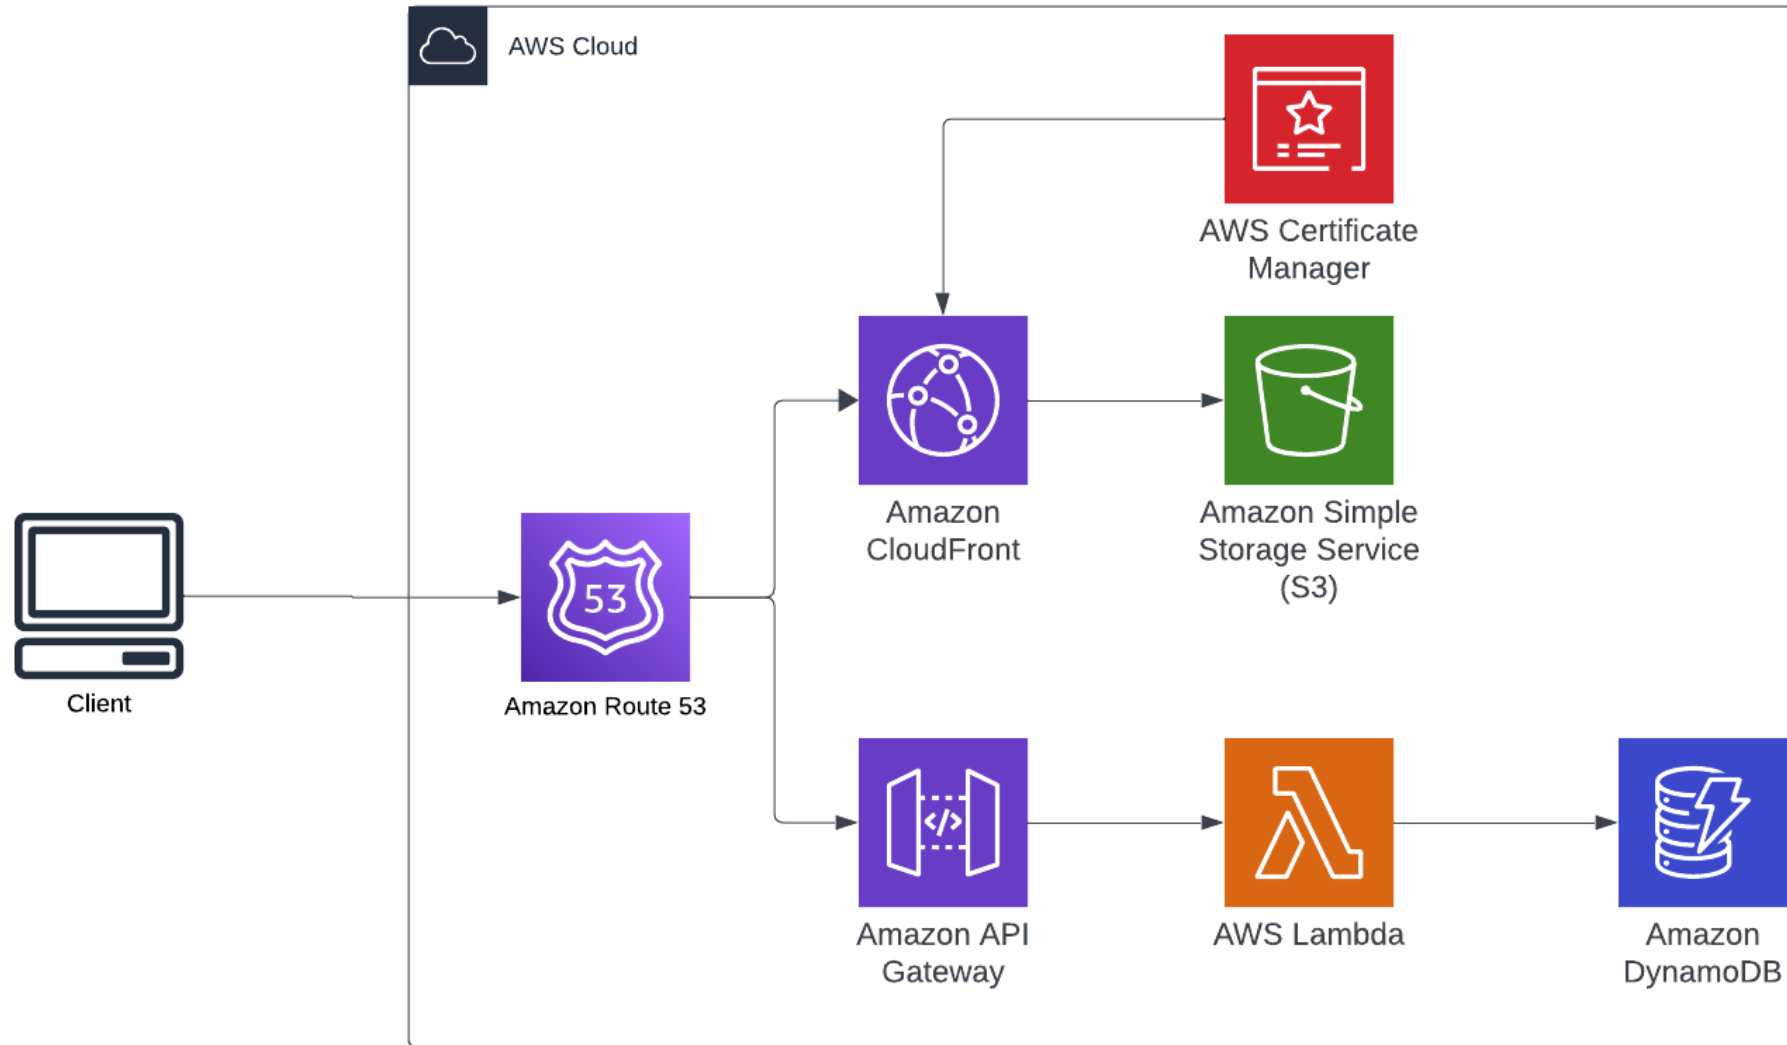 AWS Cloud
AWS Certificate
Manager
Amazon
CloudFront
Amazon Simple
Storage Service
(S3)
53
Client
Amazon Route 53
</>
Amazon API
Gateway
AWS Lambda
Amazon
DynamoDB